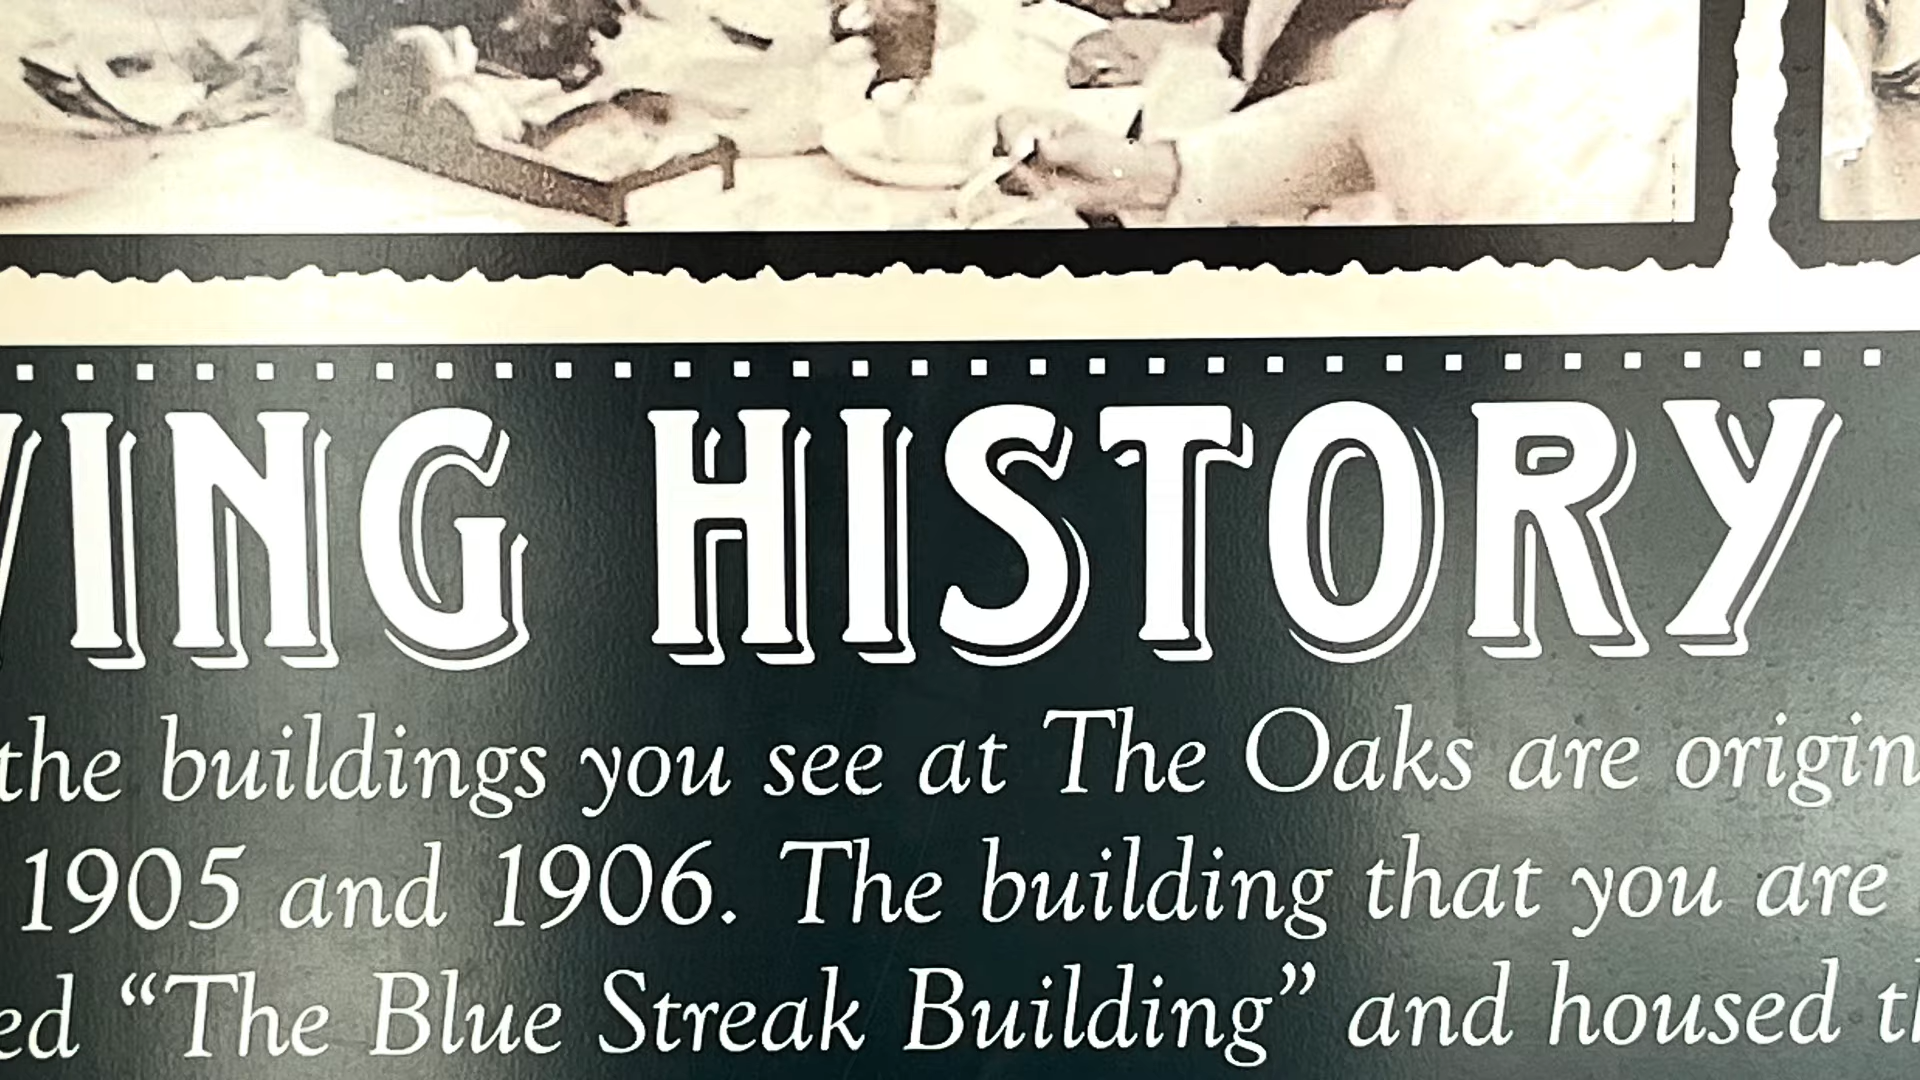 VING HISTORY
the buildings you see at The Oaks are origin
1905 and 1906. The building that you are
ed “The Blue Streak Building” and housed th